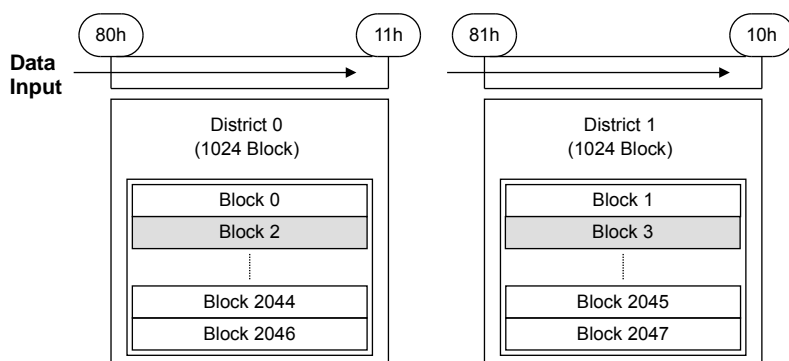 80h
11h
81h
10h
Data
Input
District 0
(1024 Block)
Block 0
Block 2
Block 2044
Block 2046
District 1
(1024 Block)
Block 1
Block 3
Block 2045
Block 2047